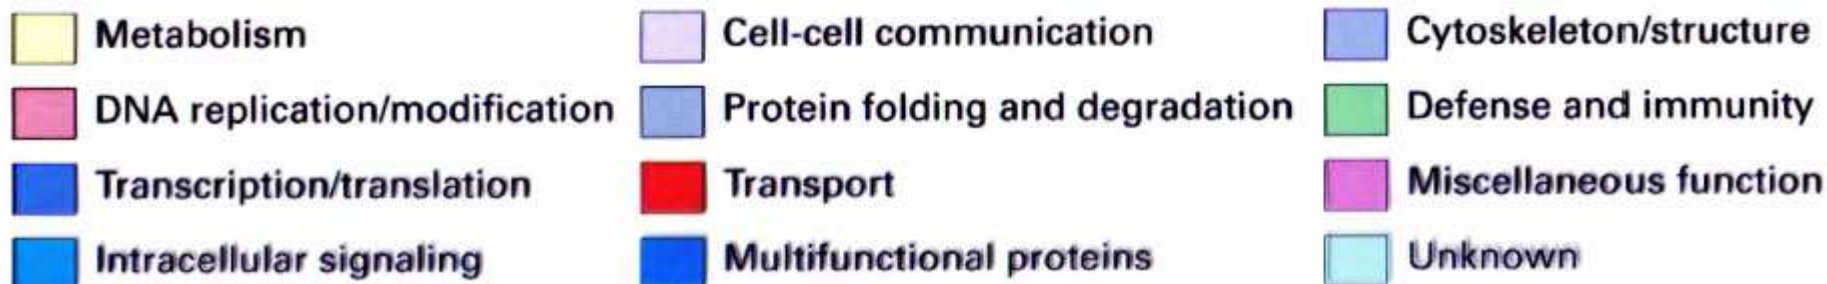 Metabolism
Cell-cell communication
Cytoskeleton/structure
DNA replication/modification
Protein folding and degradation
Defense and immunity
Transcription/translation
Transport
Miscellaneous function
Intracellular signaling
Multifunctional proteins
Unknown